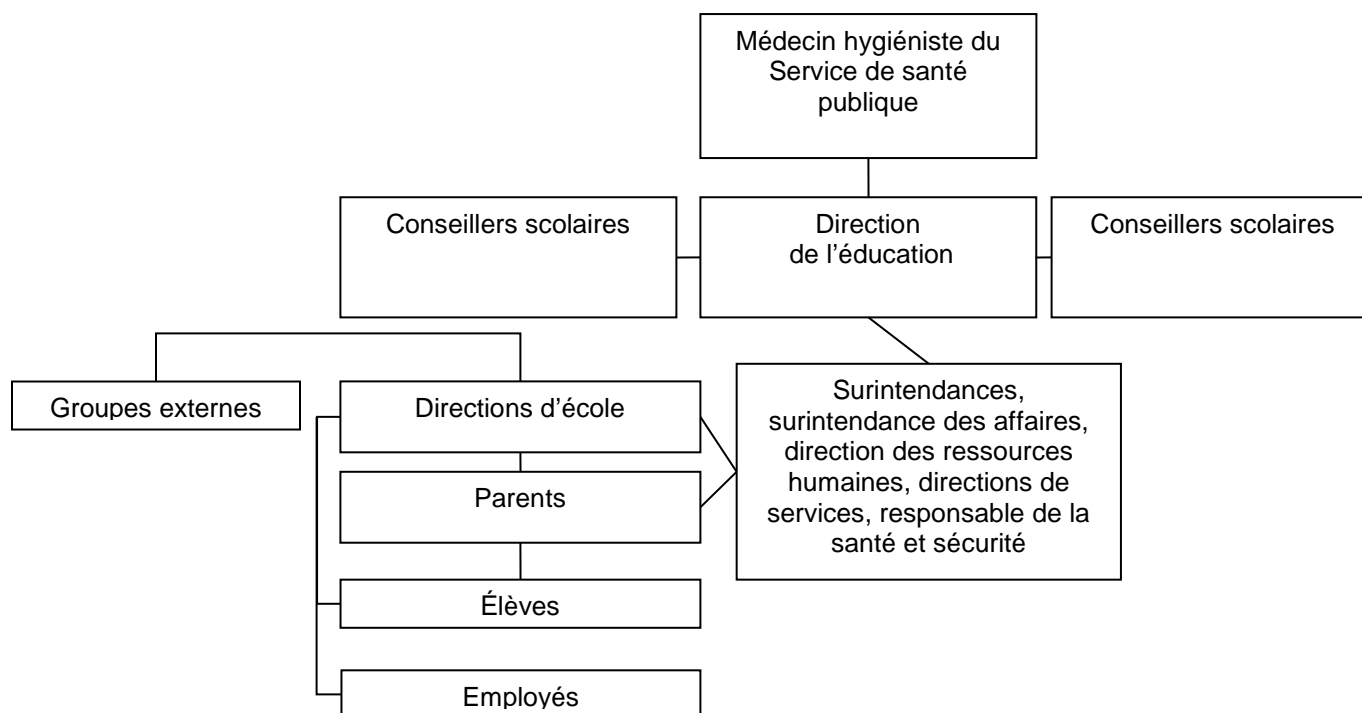 Médecin hygiéniste du
Service de santé
publique
Conseillers scolaires
Direction
de l’éducation
Conseillers scolaires
Groupes externes
Directions d’école
Surintendances,
surintendance des affaires,
direction des ressources
humaines, directions de
services, responsable de la
santé et sécurité
Parents
Élèves
Employés